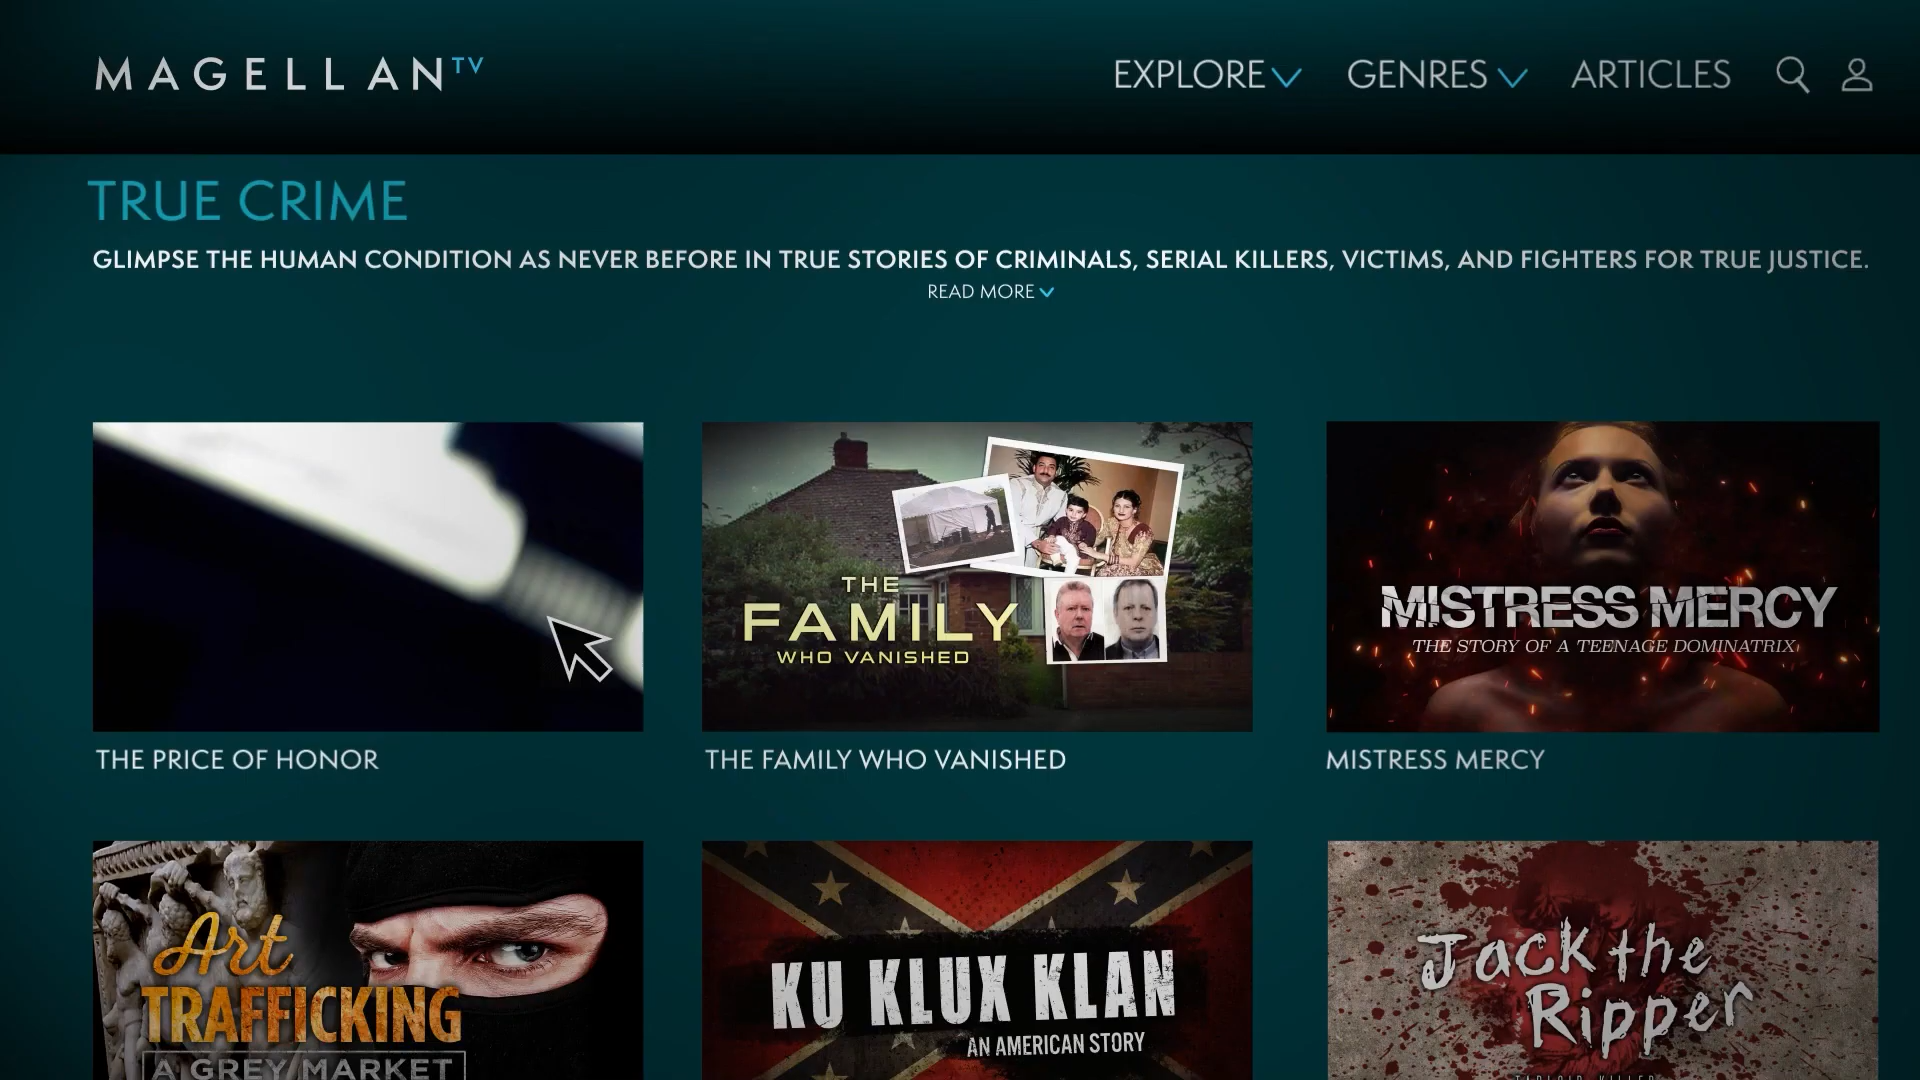 MAGELLAN TV
EXPLORE GENRES ARTICLES
TRUE CRIME
GLIMPSE THE HUMAN CONDITION AS NEVER BEFORE IN TRUE STORIES OF CRIMINALS, SERIAL KILLERS, VICTIMS, AND FIGHTERS FOR TRUE JUSTICE.
READ MORE
THE
FAMILY
WHO VANISHED
MISTRESS MERCY
THE STORY OF A TEENAGE DOMINATRIX
THE PRICE OF HONOR
THE FAMILY WHO VANISHED
MISTRESS MERCY
Art
TRAFFICKING
A GREY MARKET
KU KLUX KLAN
AN AMERICAN STORY
Jack the
Ripper